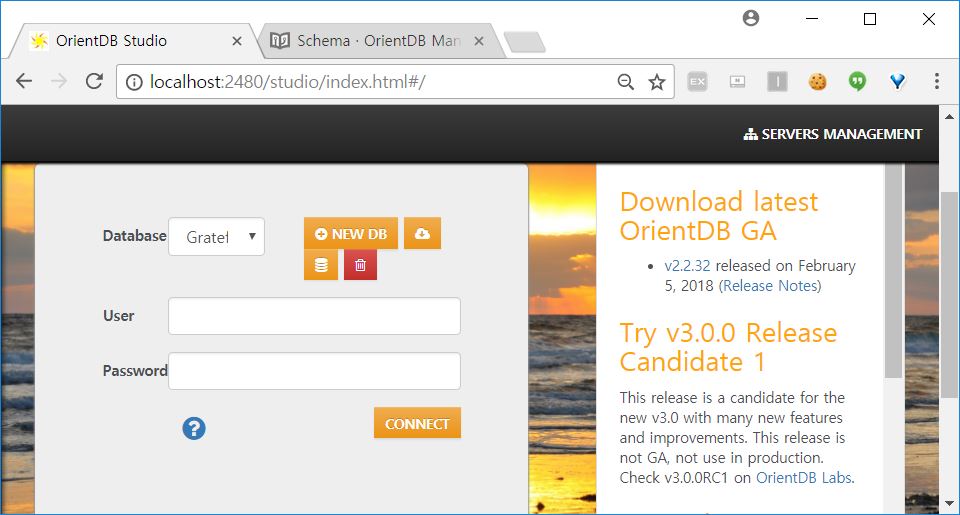 OrientDB Studio
Schema · OrientDB Man
localhost:2480/studio/index.html#/
EX
SERVERS MANAGEMENT
Database
Gratef
NEW DB
User
Password
?
CONNECT
Download latest
OrientDB GA
• v2.2.32 released on February
5, 2018 (Release Notes)
Try v3.0.0 Release
Candidate 1
This release is a candidate for the
new v3.0 with many new features
and improvements. This release is
not GA, not use in production.
Check v3.0.0RC1 on OrientDB Labs.